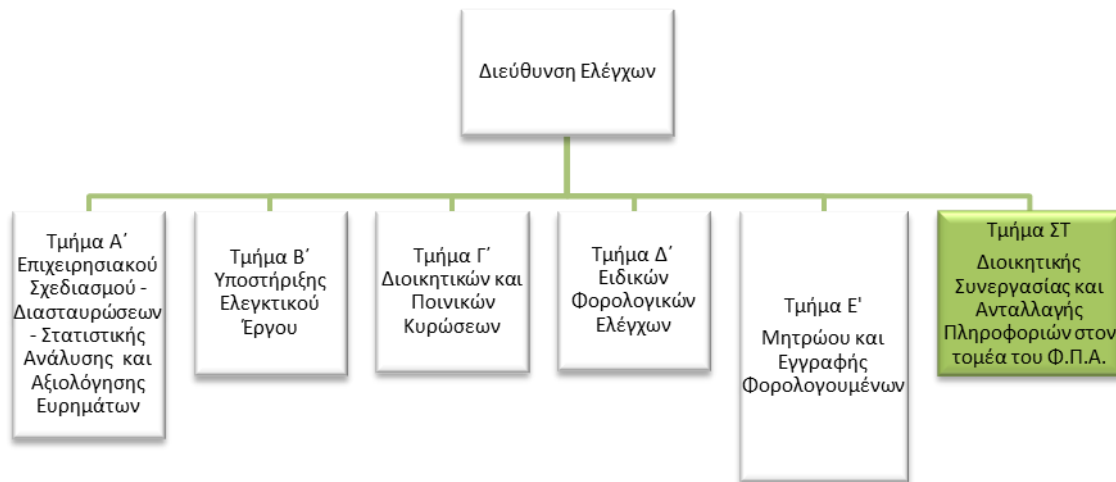 Διεύθυνση Ελέγχων
Τμήμα Α΄
Επιχειρησιακού
Σχεδιασμού -
Διασταυρώσεων
- Στατιστικής
Ανάλυσης και
Αξιολόγησης
Ευρημάτων
Τμήμα Β΄
Υποστήριξης
Ελεγκτικού
Έργου
Τμήμα Γ΄
Διοικητικών και
Ποινικών
Κυρώσεων
Τμήμα Δ΄
Ειδικών
Φορολογικών
Ελέγχων
Τμήμα Ε'
Μητρώου και
Εγγραφής
Φορολογουμένων
Τμήμα ΣΤ
Διοικητικής
Συνεργασίας και
Ανταλλαγής
Πληροφοριών στον
τομέα του Φ.Π.Α.